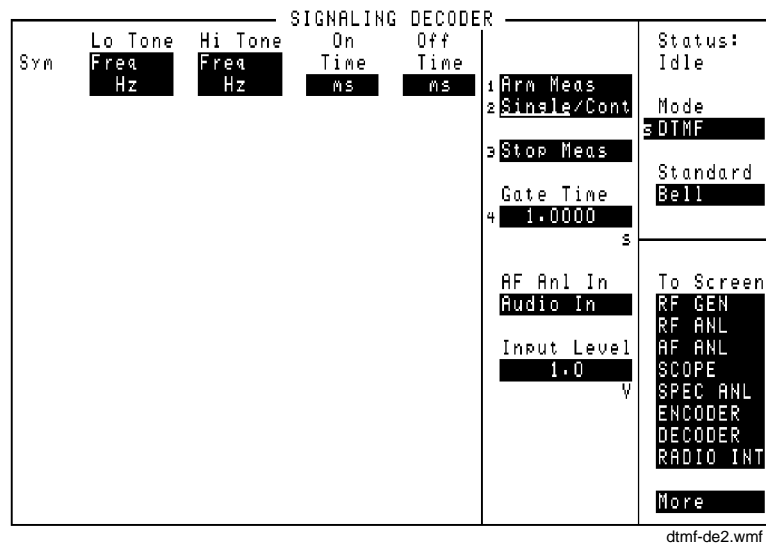 SIGNALING DECODER
Sym
Lo Tone
Freq
Hz
Hi Tone
Freq
Hz
On
Time
ms
Off
Time
ms
1 Arm Meas
2 Single/Cont
3 Stop Meas
Gate Time
4 1.0000
s
AF Anl In
Audio In
Input Level
1.0
V
Status:
Idle
Mode
5 DTMF
Standard
Bell
To Screen
RF GEN
RF ANL
AF ANL
SCOPE
SPEC ANL
ENCODER
DECODER
RADIO INT
More
dtmf-de2.wmf